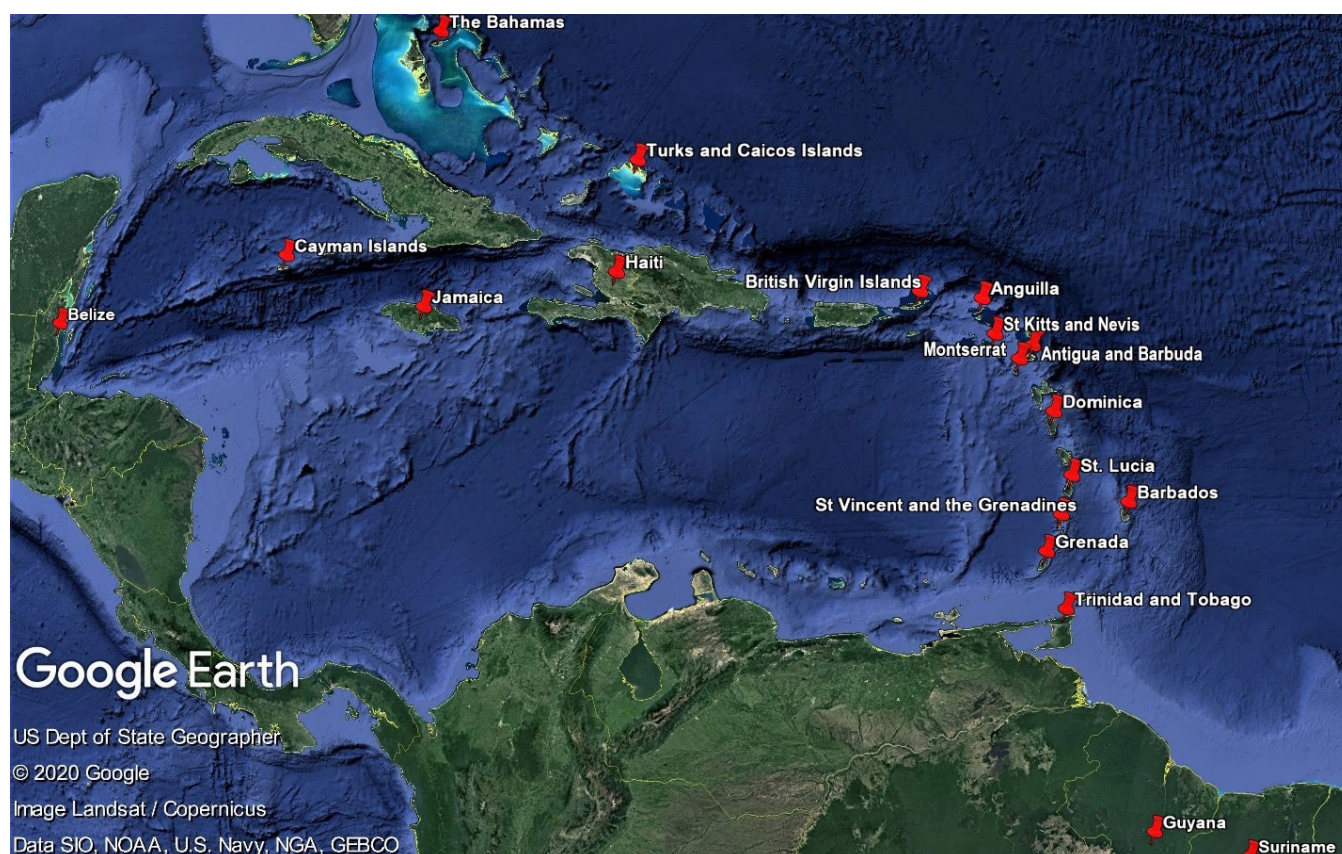 The Bahamas
Turks and Caicos Islands
Cayman Islands
Haiti
British Virgin Islands
Anguilla
Jamaica
Belize
St Kitts and Nevis
Montserrat
Antigua and Barbuda
Dominica
St. Lucia
Barbados
St Vincent and the Grenadines
Grenada
Trinidad and Tobago
Google Earth
US Dept of State Geographer
© 2020 Google
Image Landsat / Copernicus
Data SIO, NOAA, U.S. Navy, NGA, GEBCO
Guyana
Suriname